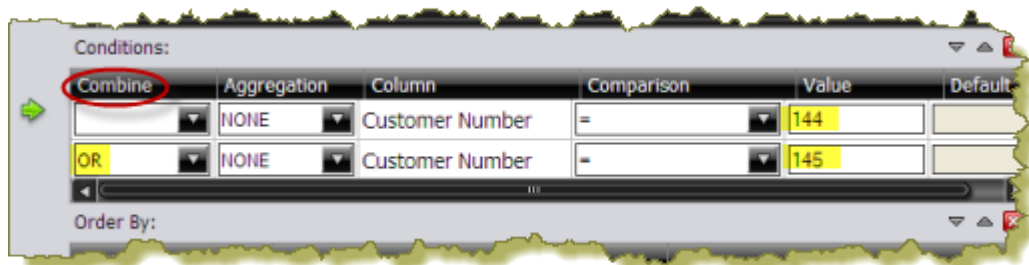 Conditions:
Combine Aggregation Column Comparison Value Default
NONE Customer Number = 144
OR NONE Customer Number = 145
Order By: